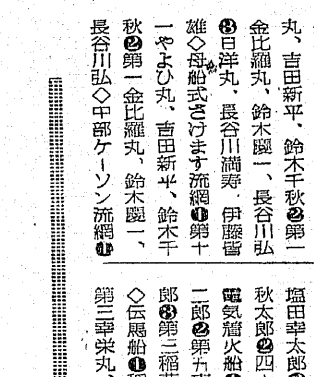 丸、吉田新平、鈴木千秋❷第一
金比羅丸、鈴木慶一、長谷川弘
❸日洋丸、長谷川満寿、伊藤皆
雄◇母船式さけます流網❶第十
一やよひ丸、吉田新平、鈴木千
秋❷第一金比羅丸、鈴木慶一、
長谷川弘◇中部ケーソン流網❶
塩田幸太郎
秋太郎❷四
電気着火船
二郎❷第九
郎❸第三稲
◇伝馬船❶
第三幸栄丸、